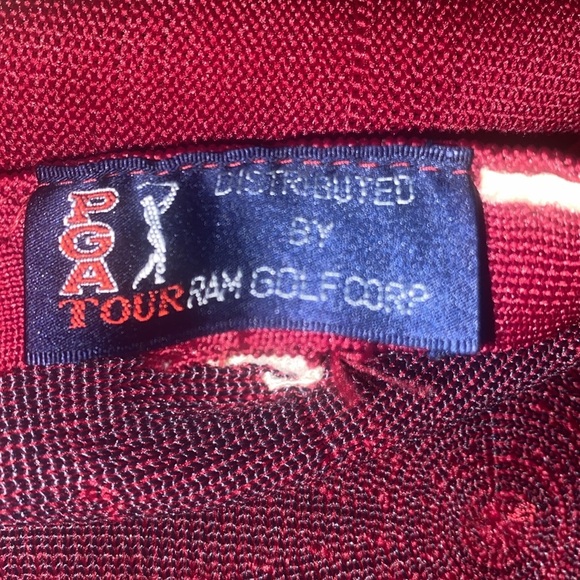 PGA
TOUR
DISTRIBUTED
BY
RAM GOLF CORP